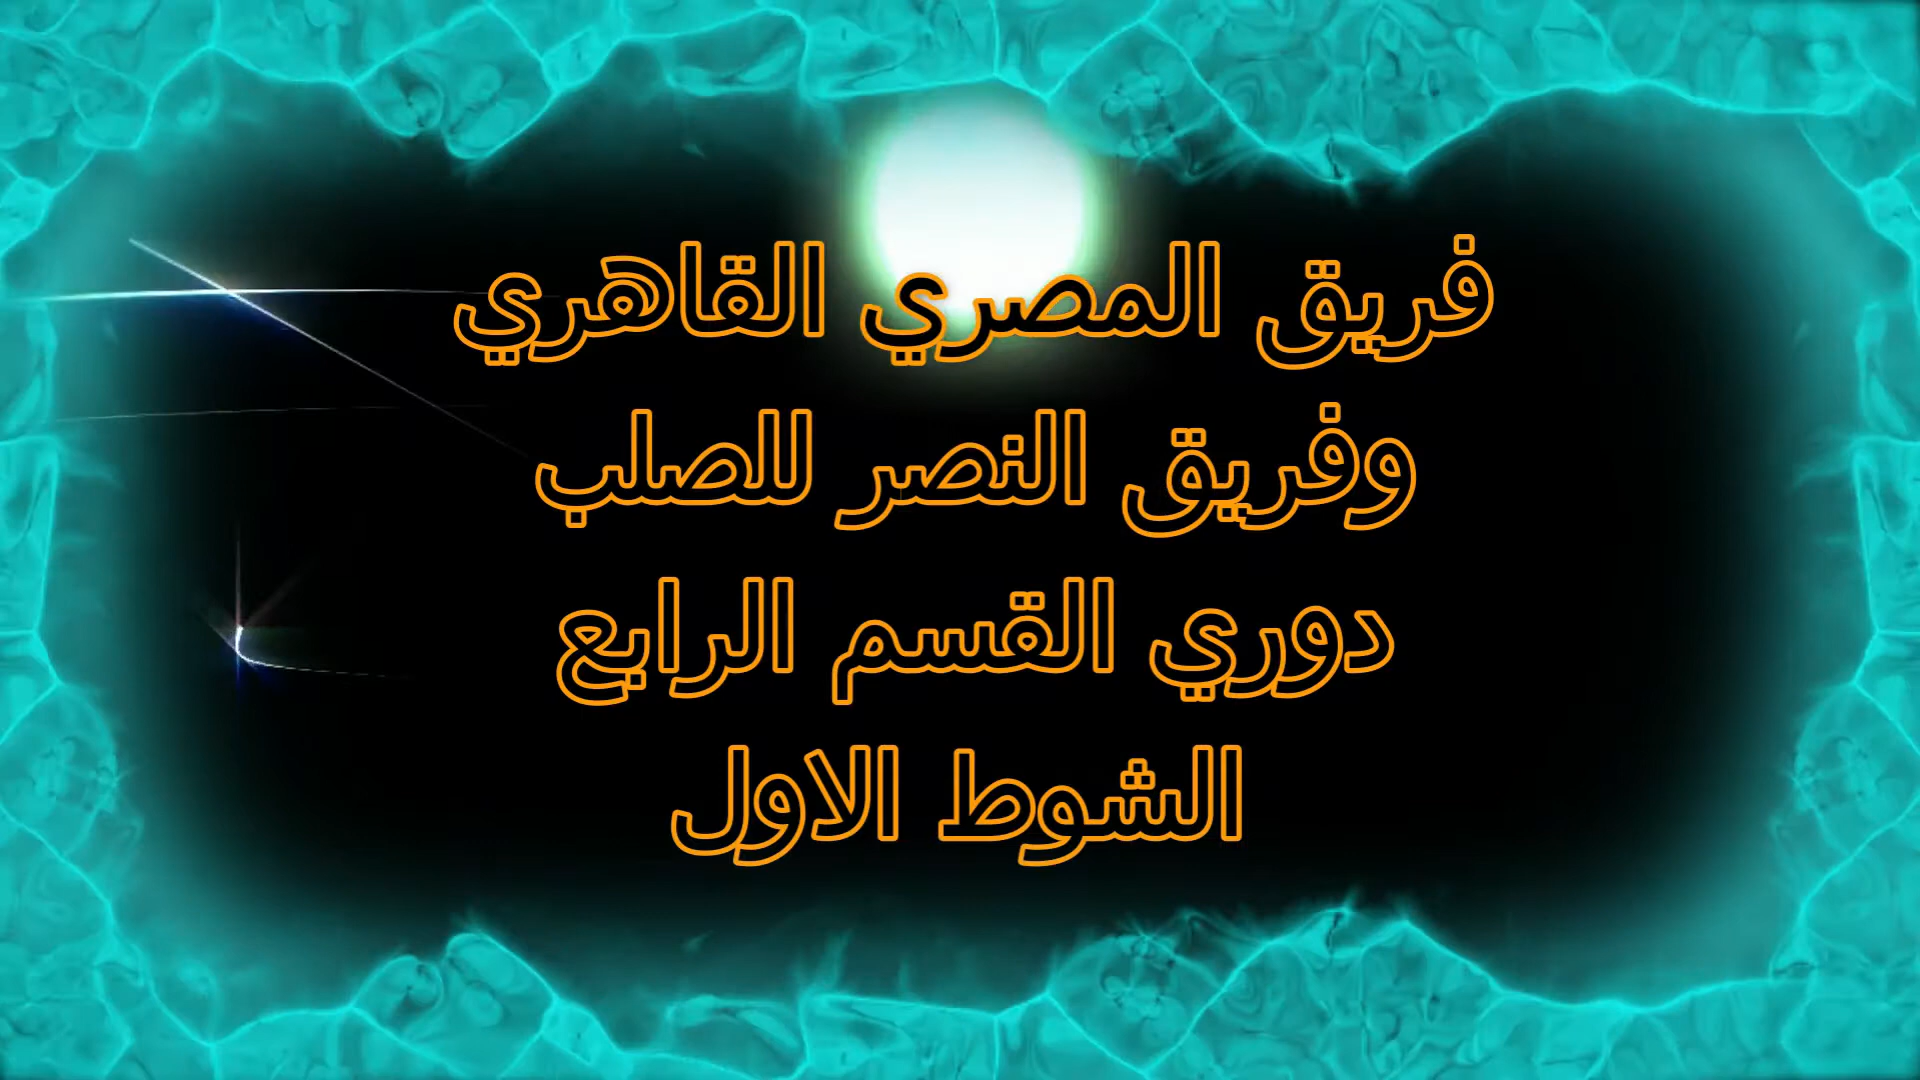 فريق المصري القاهري
وفريق النصر للصلب
دوري القسم الرابع
الشوط الاول